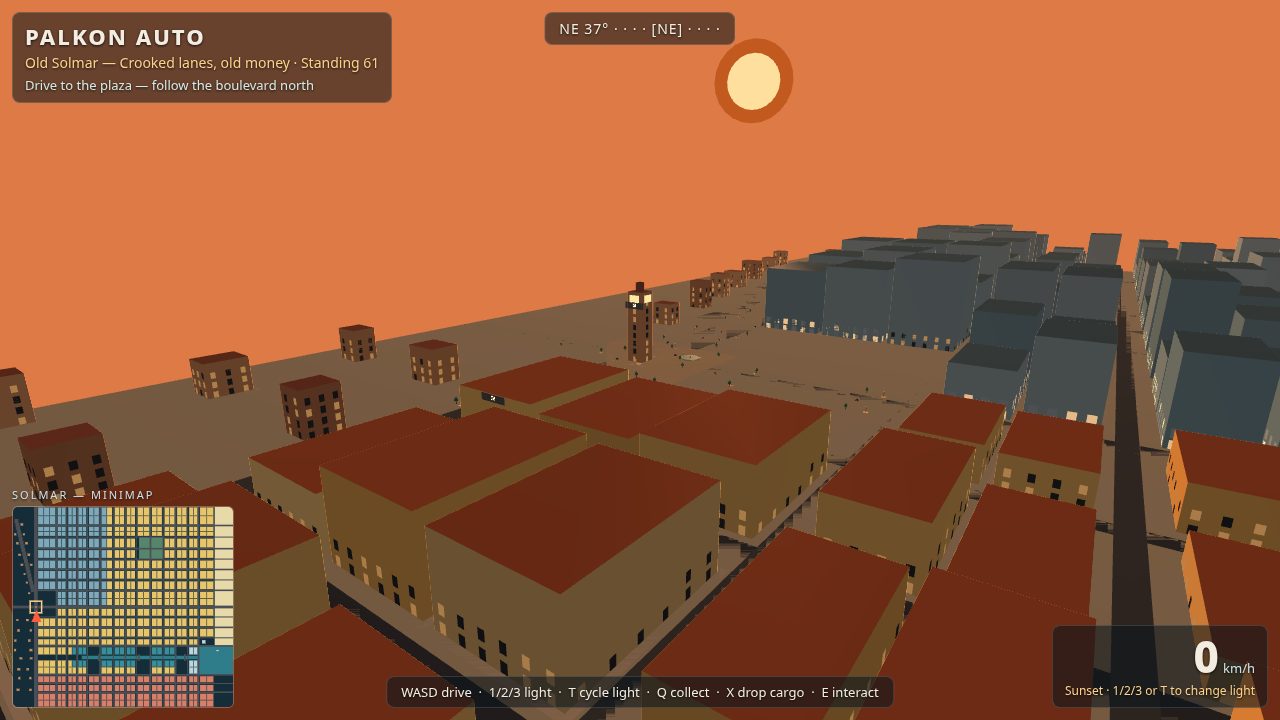 PALKON AUTO
Old Solmar — Crooked lanes, old money · Standing 61
Drive to the plaza — follow the boulevard north
NE 37° · · · · [NE] · · · ·
SOLMAR — MINIMAP
WASD drive · 1/2/3 light · T cycle light · Q collect · X drop cargo · E interact
0 km/h
Sunset · 1/2/3 or T to change light